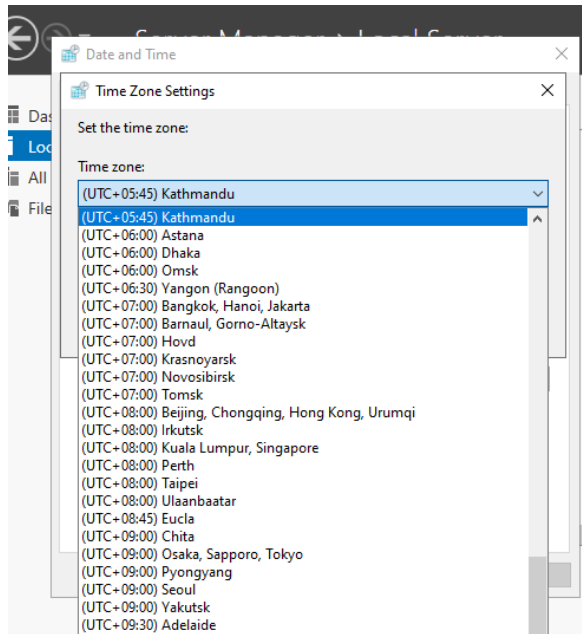 Date and Time
Time Zone Settings
Set the time zone:
Time zone:
(UTC+05:45) Kathmandu
(UTC+05:45) Kathmandu
(UTC+06:00) Astana
(UTC+06:00) Dhaka
(UTC+06:00) Omsk
(UTC+06:30) Yangon (Rangoon)
(UTC+07:00) Bangkok, Hanoi, Jakarta
(UTC+07:00) Barnaul, Gorno-Altaysk
(UTC+07:00) Hovd
(UTC+07:00) Krasnoyarsk
(UTC+07:00) Novosibirsk
(UTC+07:00) Tomsk
(UTC+08:00) Beijing, Chongqing, Hong Kong, Urumqi
(UTC+08:00) Irkutsk
(UTC+08:00) Kuala Lumpur, Singapore
(UTC+08:00) Perth
(UTC+08:00) Taipei
(UTC+08:00) Ulaanbaatar
(UTC+08:45) Eucla
(UTC+09:00) Chita
(UTC+09:00) Osaka, Sapporo, Tokyo
(UTC+09:00) Pyongyang
(UTC+09:00) Seoul
(UTC+09:00) Yakutsk
(UTC+09:30) Adelaide
Das
Loc
All
File